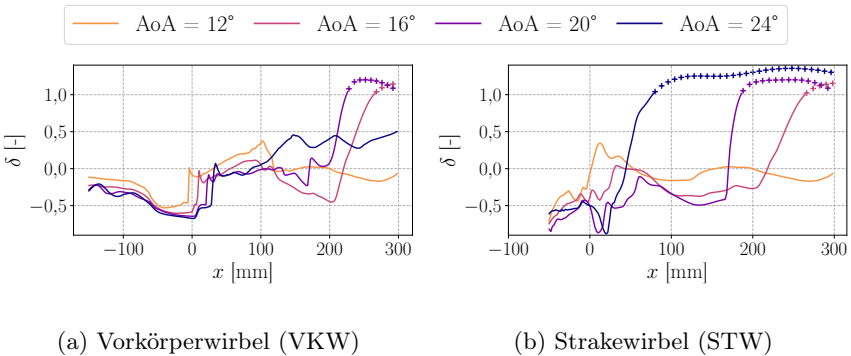 AoA = 12° AoA = 16° AoA = 20° AoA = 24°
1,0
0,5
0,0
−0,5
δ [-]
−100 0 100 200 300
x [mm]
1,0
0,5
0,0
−0,5
δ [-]
−100 0 100 200 300
x [mm]
(a) Vorkörperwirbel (VKW)
(b) Strakewirbel (STW)